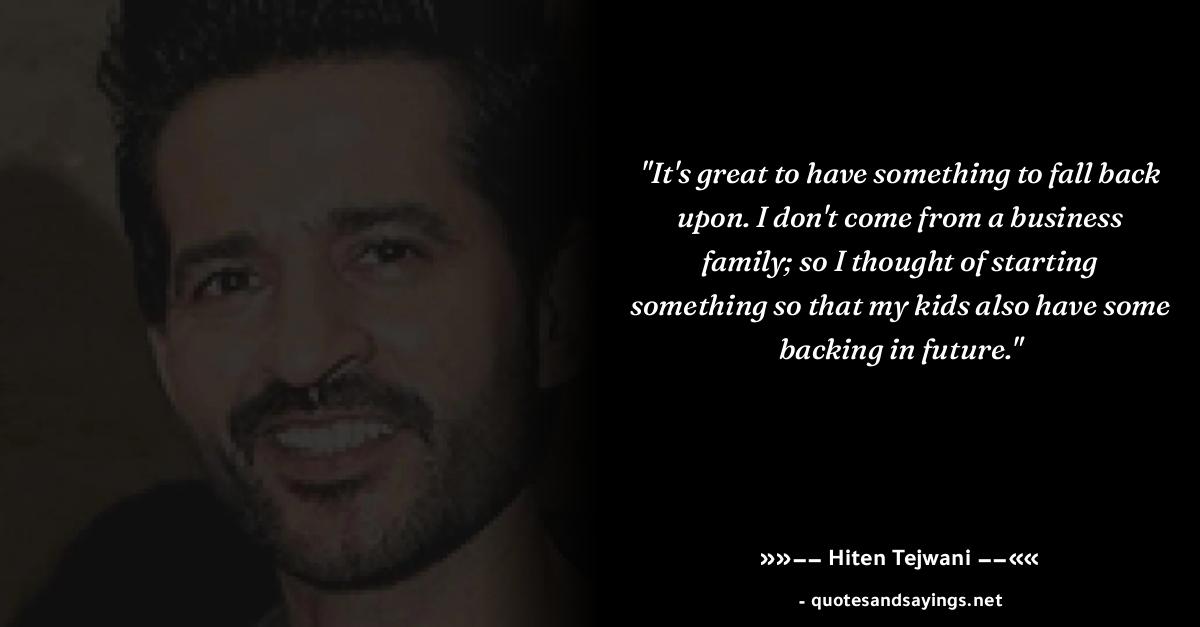 "It's great to have something to fall back
upon. I don't come from a business
family; so I thought of starting
something so that my kids also have some
backing in future."
»»–– Hiten Tejwani ––««
- quotesandsayings.net